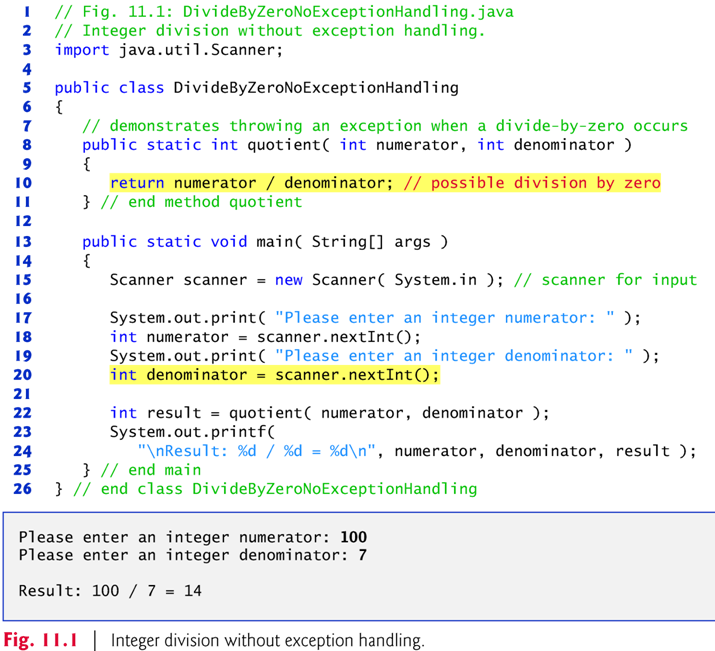 1 // Fig. 11.1: DivideByZeroNoExceptionHandling.java
2 // Integer division without exception handling.
3 import java.util.Scanner;
4
5 public class DivideByZeroNoExceptionHandling
6 {
7    // demonstrates throwing an exception when a divide-by-zero occurs
8    public static int quotient( int numerator, int denominator )
9    {
10       return numerator / denominator; // possible division by zero
11    } // end method quotient
12
13    public static void main( String[] args )
14    {
15       Scanner scanner = new Scanner( System.in ); // scanner for input
16
17       System.out.print( "Please enter an integer numerator: " );
18       int numerator = scanner.nextInt();
19       System.out.print( "Please enter an integer denominator: " );
20       int denominator = scanner.nextInt();
21
22       int result = quotient( numerator, denominator );
23       System.out.printf(
24          "\nResult: %d / %d = %d\n", numerator, denominator, result );
25    } // end main
26 } // end class DivideByZeroNoExceptionHandling
Please enter an integer numerator: 100
Please enter an integer denominator: 7
Result: 100 / 7 = 14
Fig. 11.1 | Integer division without exception handling.